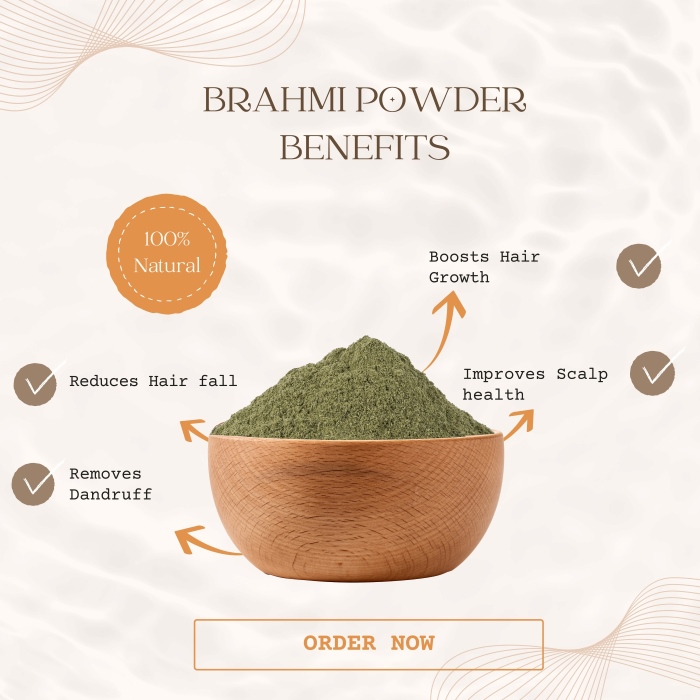 BRAHMI POWDER
BENEFITS
100%
Natural
Boosts Hair
Growth
Reduces Hair fall
Improves Scalp
health
Removes
Dandruff
ORDER NOW